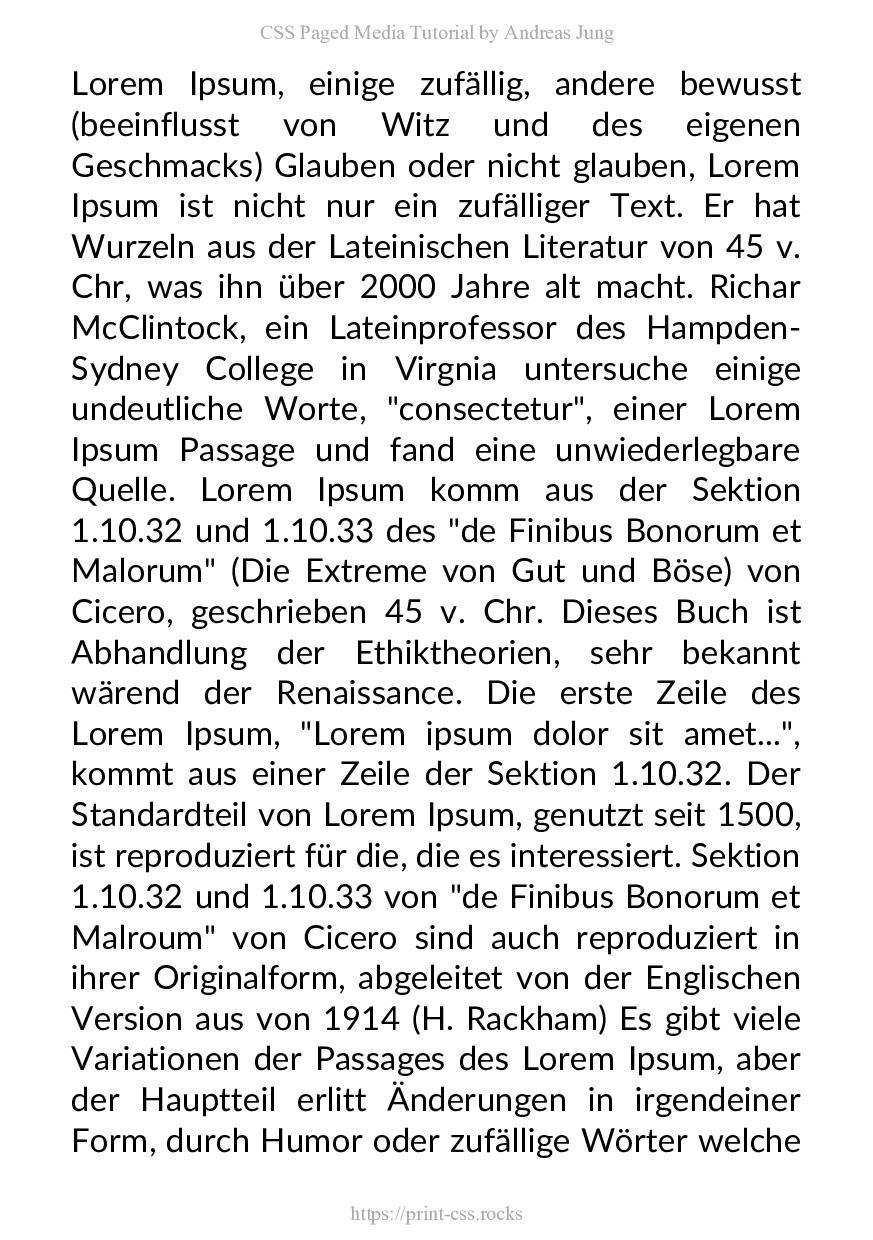 CSS Paged Media Tutorial by Andreas Jung
Lorem Ipsum, einige zufällig, andere bewusst
(beeinflusst von Witz und des eigenen
Geschmacks) Glauben oder nicht glauben, Lorem
Ipsum ist nicht nur ein zufälliger Text. Er hat
Wurzeln aus der Lateinischen Literatur von 45 v.
Chr, was ihn über 2000 Jahre alt macht. Richar
McClintock, ein Lateinprofessor des Hampden-
Sydney College in Virgnia untersuche einige
undeutliche Worte, "consectetur", einer Lorem
Ipsum Passage und fand eine unwiederlegbare
Quelle. Lorem Ipsum komm aus der Sektion
1.10.32 und 1.10.33 des "de Finibus Bonorum et
Malorum" (Die Extreme von Gut und Böse) von
Cicero, geschrieben 45 v. Chr. Dieses Buch ist
Abhandlung der Ethiktheorien, sehr bekannt
wärend der Renaissance. Die erste Zeile des
Lorem Ipsum, "Lorem ipsum dolor sit amet...",
kommt aus einer Zeile der Sektion 1.10.32. Der
Standardteil von Lorem Ipsum, genutzt seit 1500,
ist reproduziert für die, die es interessiert. Sektion
1.10.32 und 1.10.33 von "de Finibus Bonorum et
Malroum" von Cicero sind auch reproduziert in
ihrer Originalform, abgeleitet von der Englischen
Version aus von 1914 (H. Rackham) Es gibt viele
Variationen der Passages des Lorem Ipsum, aber
der Hauptteil erlitt Änderungen in irgendeiner
Form, durch Humor oder zufällige Wörter welche
https://print-css.rocks